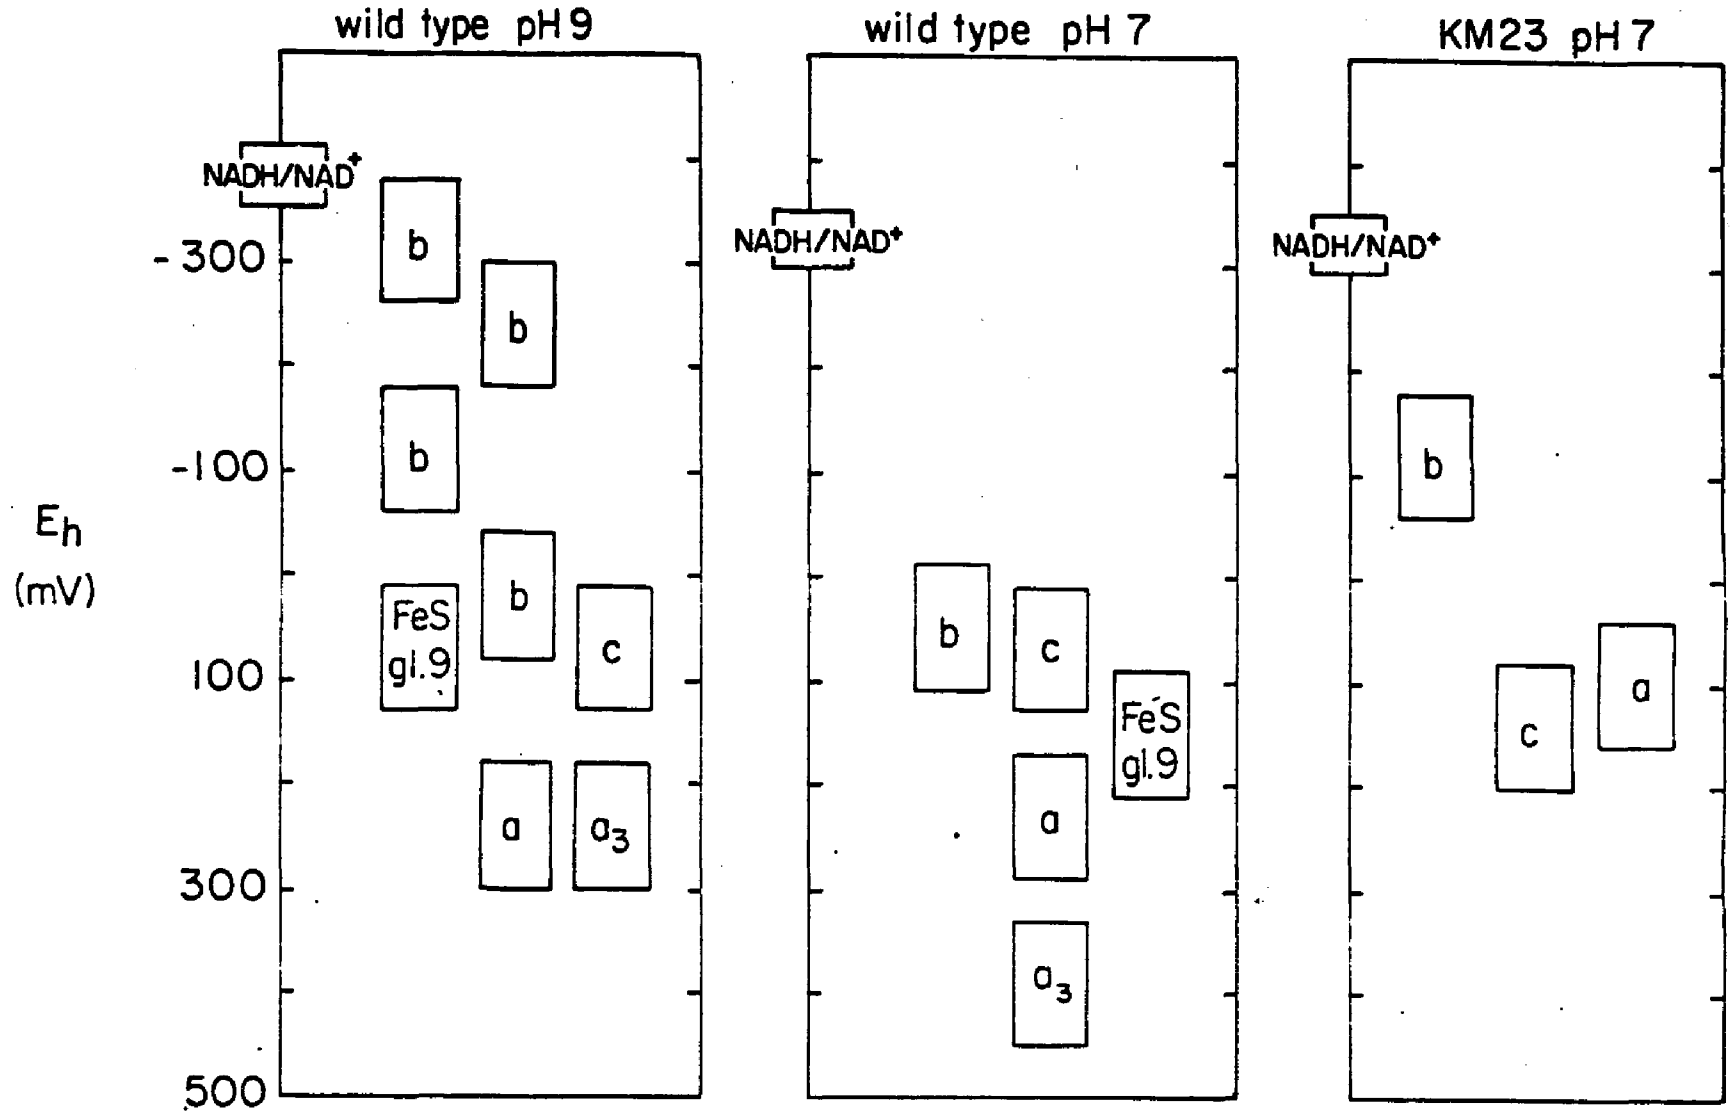 wild type pH 9
wild type pH 7
KM23 pH 7
NADH/NAD+
NADH/NAD+
NADH/NAD+
-300
-100
100
300
500
Eh
(mV)
b
b
b
b
FeS
gl.9
c
a
a3
b
c
FeS
gl.9
a
a3
b
c
a